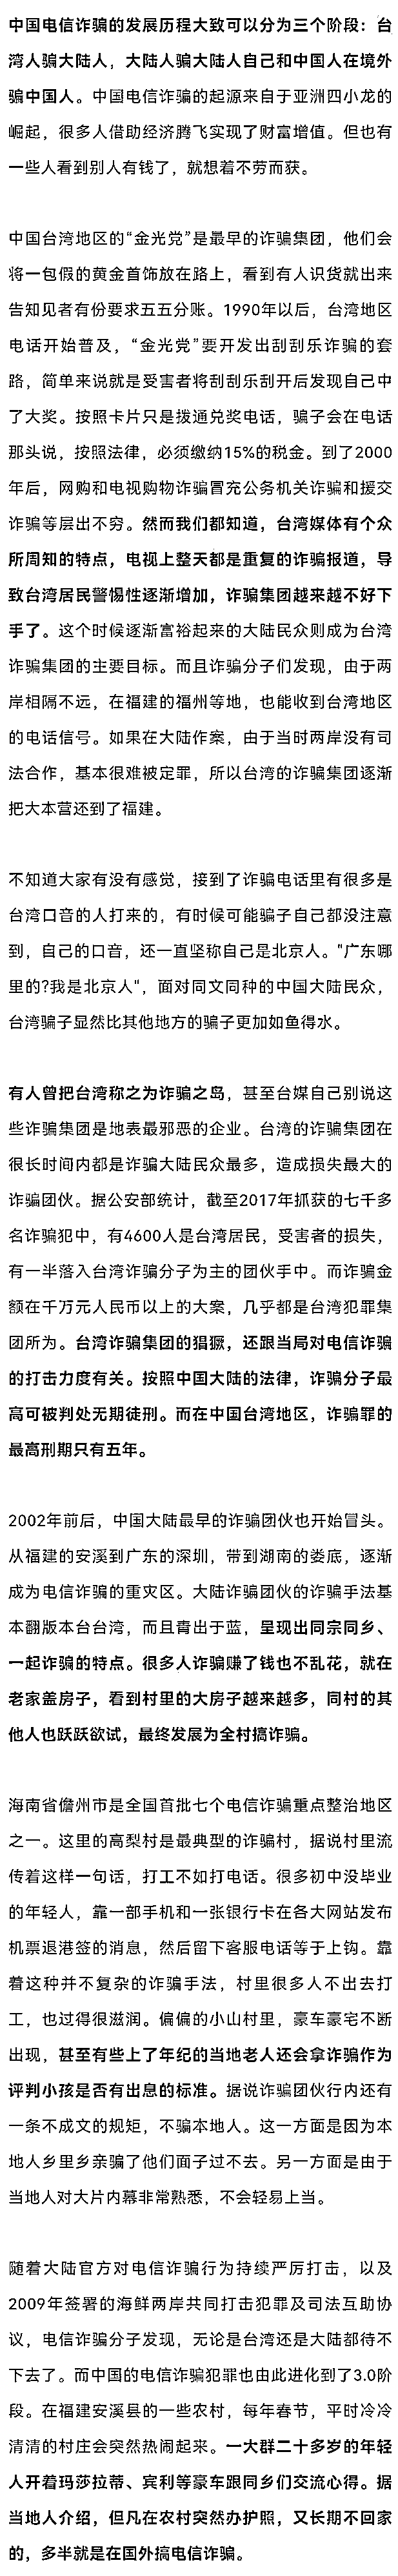 中国电信诈骗的发展历程大致可以分为三个阶段：台
湾人骗大陆人，大陆人骗大陆人自己和中国人在境外
骗中国人。中国电信诈骗的起源来自于亚洲四小龙的
崛起，很多人借助经济腾飞实现了财富增值。但也有
一些人看到别人有钱了，就想着不劳而获。
中国台湾地区的“金光党”是最早的诈骗集团，他们会
将一包假的黄金首饰放在路上，看到有人识货就出来
告知见者有份要求五五分账。1990年以后，台湾地区
电话开始普及，“金光党”要开发出刮刮乐诈骗的套
路，简单来说就是受害者将刮刮乐刮开后发现自己中
了大奖。按照卡片只是拨通兑奖电话，骗子会在电话
那头说，按照法律，必须缴纳15%的税金。到了2000
年后，网购和电视购物诈骗冒充公务机关诈骗和援交
诈骗等层出不穷。然而我们都知道，台湾媒体有个众
所周知的特点，电视上整天都是重复的诈骗报道，导
致台湾居民警惕性逐渐增加，诈骗集团越来越不好下
手了。这个时候逐渐富裕起来的大陆民众则成为台湾
诈骗集团的主要目标。而且诈骗分子们发现，由于两
岸相隔不远，在福建的福州等地，也能收到台湾地区
的电话信号。如果在大陆作案，由于当时两岸没有司
法合作，基本很难被定罪，所以台湾的诈骗集团逐渐
把大本营还到了福建。
不知道大家有没有感觉，接到了诈骗电话里有很多是
台湾口音的人打来的，有时候可能骗子自己都没注意
到，自己的口音，还一直坚称自己是北京人。"广东哪
里的?我是北京人"，面对同文同种的中国大陆民众，
台湾骗子显然比其他地方的骗子更加如鱼得水。
有人曾把台湾称之为诈骗之岛，甚至台媒自己别说这
些诈骗集团是地表最邪恶的企业。台湾的诈骗集团在
很长时间内都是诈骗大陆民众最多，造成损失最大的
诈骗团伙。据公安部统计，截至2017年抓获的七千多
名诈骗犯中，有4600人是台湾居民，受害者的损失，
有一半落入台湾诈骗分子为主的团伙手中。而诈骗金
额在千万元人民币以上的大案，几乎都是台湾犯罪集
团所为。台湾诈骗集团的猖獗，还跟当局对电信诈骗
的打击力度有关。按照中国大陆的法律，诈骗分子最
高可被判处无期徒刑。而在中国台湾地区，诈骗罪的
最高刑期只有五年。
2002年前后，中国大陆最早的诈骗团伙也开始冒头。
从福建的安溪到广东的深圳，带到湖南的娄底，逐渐
成为电信诈骗的重灾区。大陆诈骗团伙的诈骗手法基
本翻版本台台湾，而且青出于蓝，呈现出同宗同乡、
一起诈骗的特点。很多人诈骗赚了钱也不乱花，就在
老家盖房子，看到村里的大房子越来越多，同村的其
他人也跃跃欲试，最终发展为全村搞诈骗。
海南省儋州市是全国首批七个电信诈骗重点整治地区
之一。这里的高梨村是最典型的诈骗村，据说村里流
传着这样一句话，打工不如打电话。很多初中没毕业
的年轻人，靠一部手机和一张银行卡在各大网站发布
机票退港签的消息，然后留下客服电话等于上钩。靠
着这种并不复杂的诈骗手法，村里很多人不出去打
工，也过得很滋润。偏偏的小山村里，豪车豪宅不断
出现，甚至有些上了年纪的当地老人还会拿诈骗作为
评判小孩是否有出息的标准。据说诈骗团伙行内还有
一条不成文的规矩，不骗本地人。这一方面是因为本
地人乡里乡亲骗了他们面子过不去。另一方面是由于
当地人对大片内幕非常熟悉，不会轻易上当。
随着大陆官方对电信诈骗行为持续严厉打击，以及
2009年签署的海鲜两岸共同打击犯罪及司法互助协
议，电信诈骗分子发现，无论是台湾还是大陆都待不
下去了。而中国的电信诈骗犯罪也由此进化到了3.0阶
段。在福建安溪县的一些农村，每年春节，平时冷冷
清清的村庄会突然热闹起来。一大群二十多岁的年轻
人开着玛莎拉蒂、宾利等豪车跟同乡们交流心得。据
当地人介绍，但凡在农村突然办护照，又长期不回家
的，多半就是在国外搞电信诈骗。